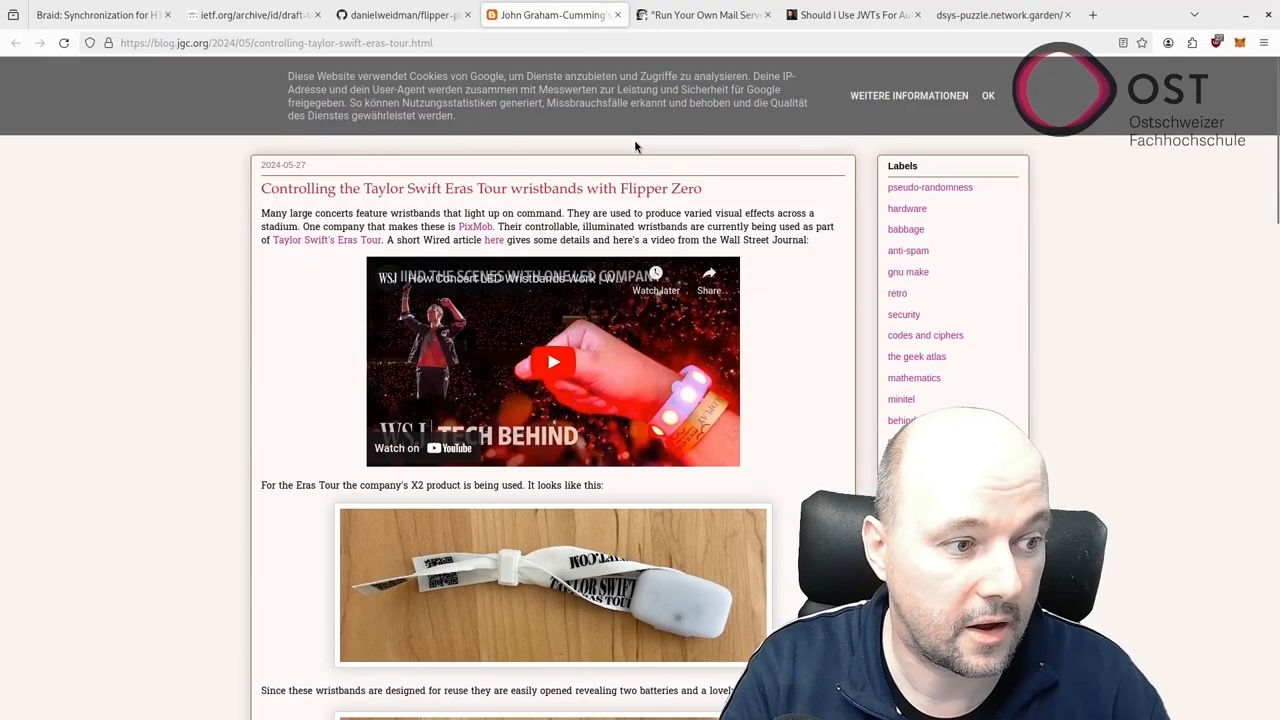 Braid: Synchronization for HT
ietf.org/archive/id/draft-t
danielweidman/flipper-pi
John Graham-Cumming's
"Run Your Own Mail Serv
Should I Use JWTs For Au
dsys-puzzle.network.garden/
https://blog.jgc.org/2024/05/controlling-taylor-swift-eras-tour.html
Diese Website verwendet Cookies von Google, um Dienste anzubieten und Zugriffe zu analysieren. Deine IP-
Adresse und dein User-Agent werden zusammen mit Messwerten zur Leistung und Sicherheit für Google
freigegeben. So können Nutzungsstatistiken generiert, Missbrauchsfälle erkannt und behoben und die Qualität
des Dienstes gewährleistet werden.
WEITERE INFORMATIONEN
OK
OST
Ostschweizer
Fachhochschule
2024-05-27
Controlling the Taylor Swift Eras Tour wristbands with Flipper Zero
Many large concerts feature wristbands that light up on command. They are used to produce varied visual effects across a
stadium. One company that makes these is PixMob. Their controllable, illuminated wristbands are currently being used as part
of Taylor Swift's Eras Tour. A short Wired article here gives some details and here's a video from the Wall Street Journal:
WSJ
How Concert LED Wristbands Work | W...
IIND THE SCENES WITH ONE LED COMPAN
Watch later
Share
WSJ TECH BEHIND
Watch on YouTube
For the Eras Tour the company's X2 product is being used. It looks like this:
TAYLOR SWIFT
Since these wristbands are designed for reuse they are easily opened revealing two batteries and a lovel
Labels
pseudo-randomness
hardware
babbage
anti-spam
gnu make
retro
security
codes and ciphers
the geek atlas
mathematics
minitel
behind